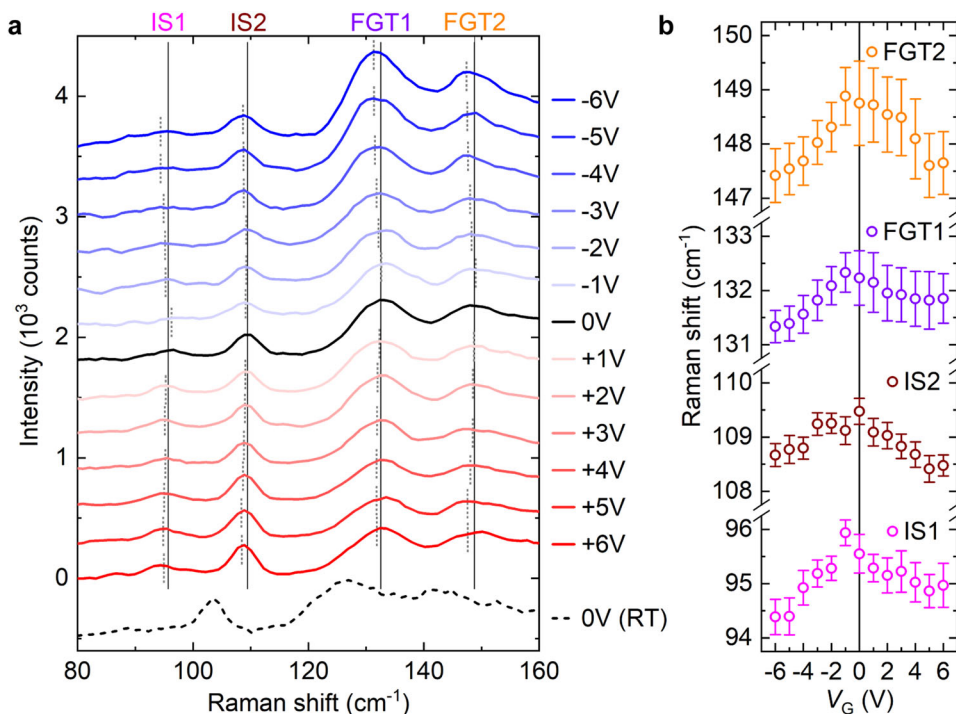 a
IS1 IS2 FGT1 FGT2
Intensity (10³ counts)
4
3
2
1
0
-6V
-5V
-4V
-3V
-2V
-1V
0V
+1V
+2V
+3V
+4V
+5V
+6V
0V (RT)
80 100 120 140 160
Raman shift (cm⁻¹)
b
Raman shift (cm⁻¹)
150
149
148
147
FGT2
133
132
131
FGT1
110
109
108
IS2
96
95
94
IS1
-6 -4 -2 0 2 4 6
V_G (V)